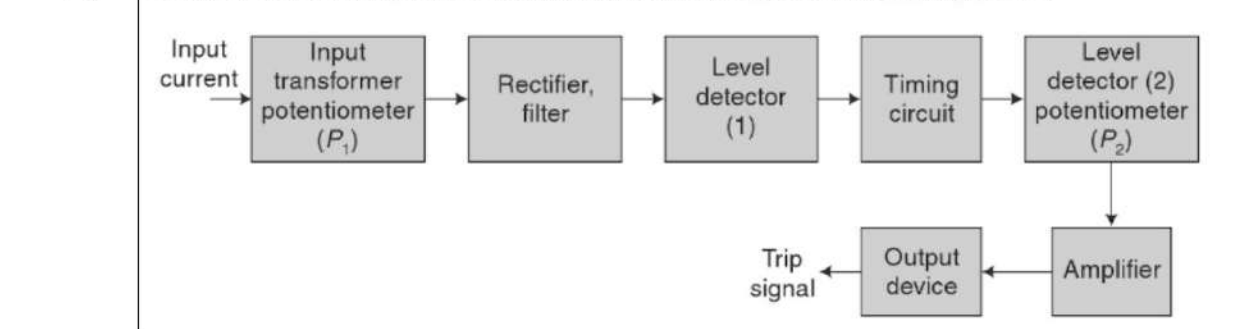 Input
current
Input
transformer
potentiometer
(P₁)
Rectifier,
filter
Level
detector
(1)
Timing
circuit
Level
detector (2)
potentiometer
(P₂)
Amplifier
Output
device
Trip
signal